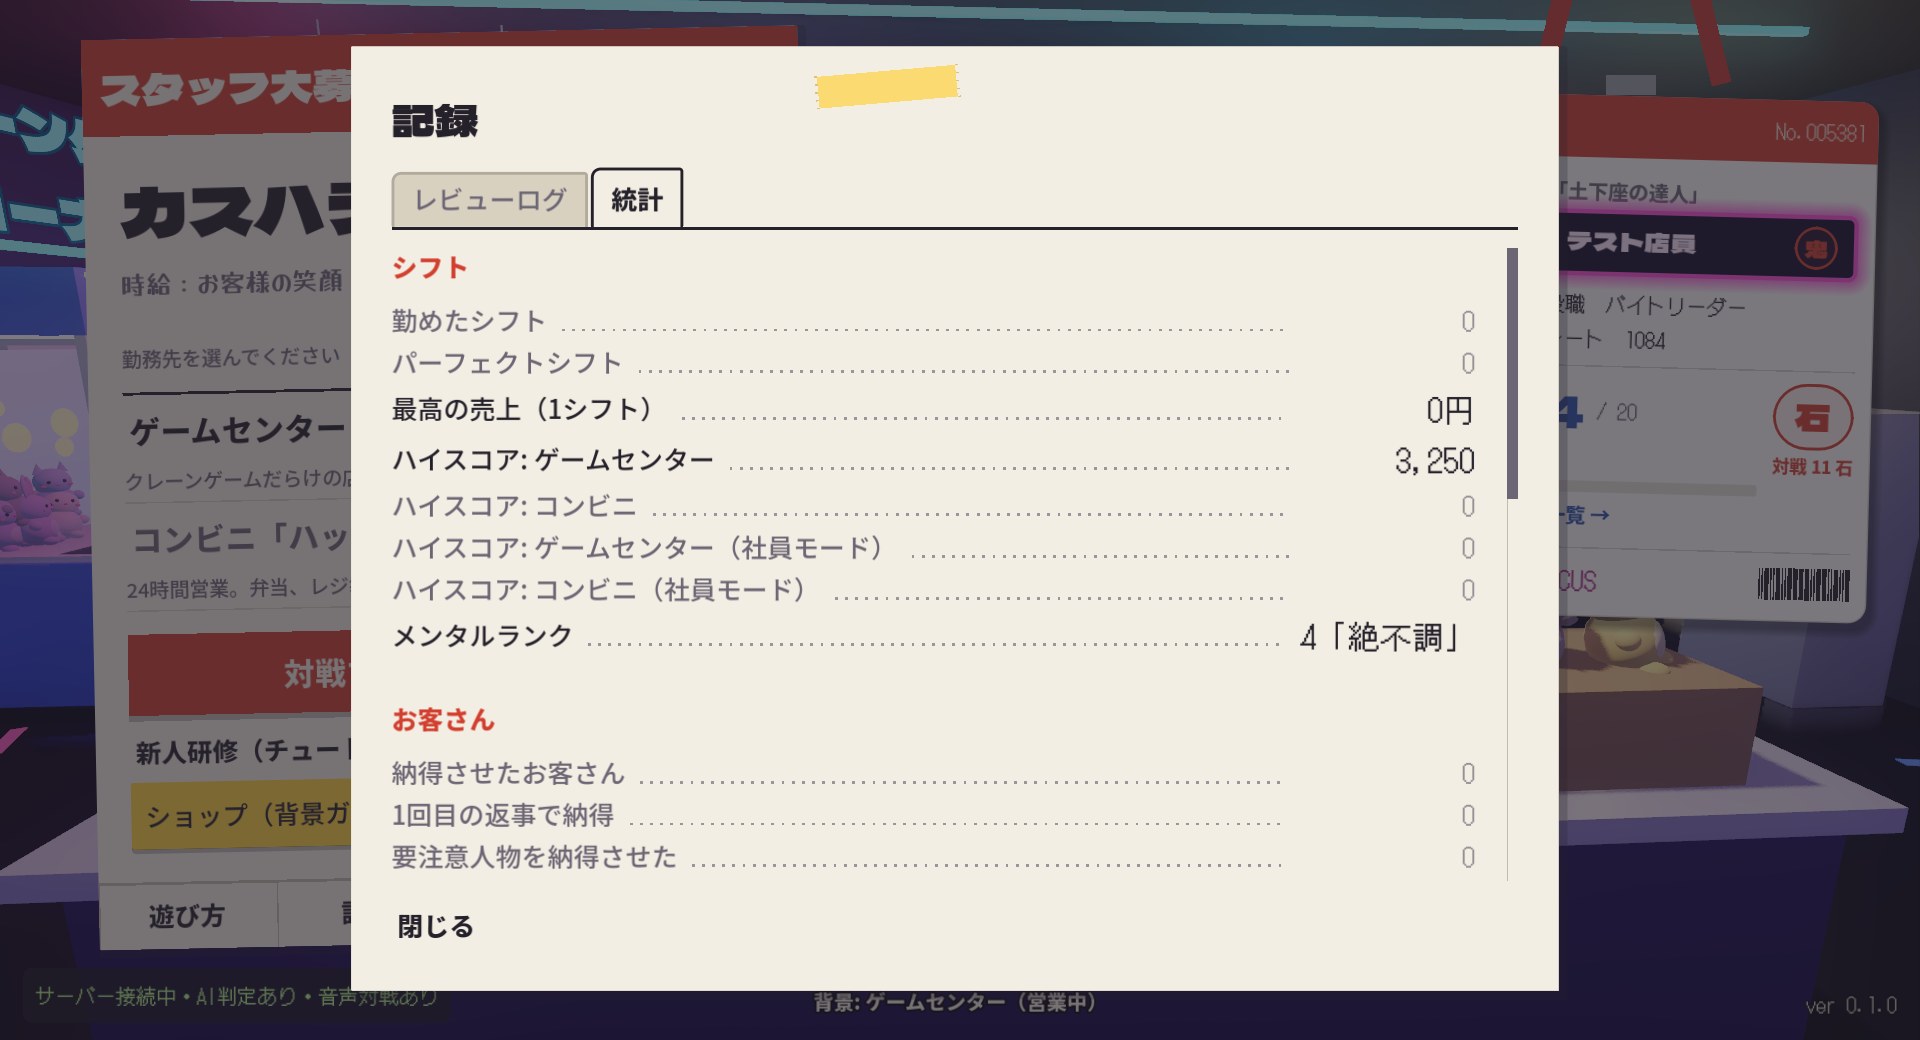 スタッフ大募
カスハラ
時給：お客様の笑顔
勤務先を選んでください
ゲームセンター
クレーンゲームだらけの店
コンビニ「ハッ
24時間営業。弁当、レジ
対戦
新人研修（チュート
ショップ（背景ガ
遊び方
サーバー接続中・AI判定あり・音声対戦あり
記録
レビューログ
統計
シフト
勤めたシフト 0
パーフェクトシフト 0
最高の売上（1シフト） 0円
ハイスコア: ゲームセンター 3,250
ハイスコア: コンビニ 0
ハイスコア: ゲームセンター（社員モード） 0
ハイスコア: コンビニ（社員モード） 0
メンタルランク 4「絶不調」
お客さん
納得させたお客さん 0
1回目の返事で納得 0
要注意人物を納得させた 0
閉じる
背景: ゲームセンター（営業中）
No. 005381
「土下座の達人」
テスト店員
職 バイトリーダー
ート 1084
4 / 20
石
対戦 11 石
覧 →
CUS
ver 0.1.0